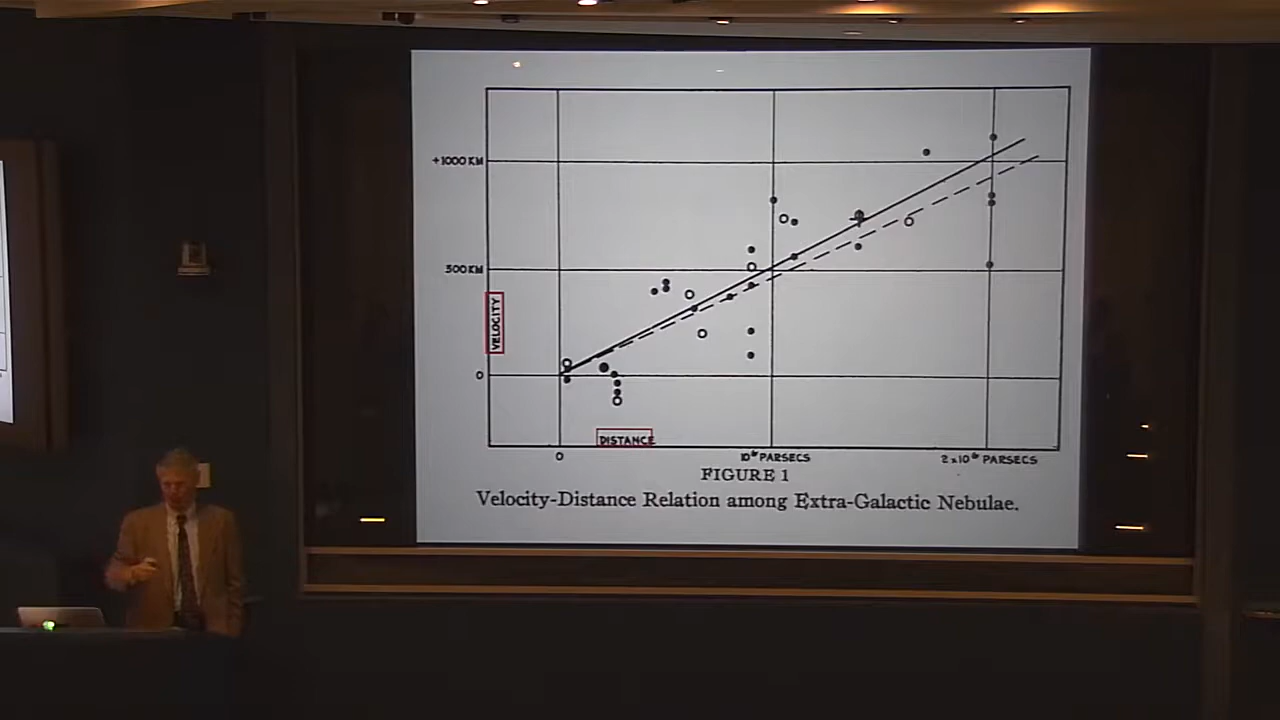 +1000 KM
500 KM
VELOCITY
0
DISTANCE
0
10⁶ PARSECS
2 x 10⁶ PARSECS
FIGURE 1
Velocity-Distance Relation among Extra-Galactic Nebulae.